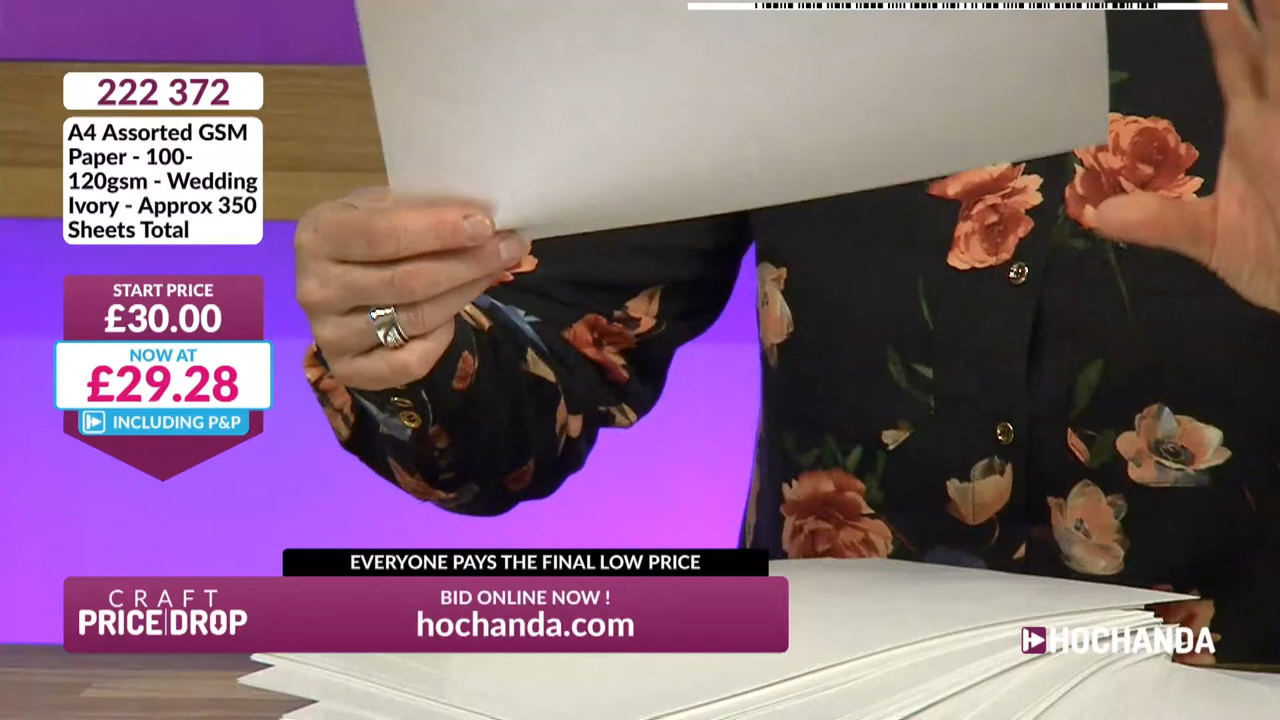 222 372
A4 Assorted GSM
Paper - 100-
120gsm - Wedding
Ivory - Approx 350
Sheets Total
START PRICE
£30.00
NOW AT
£29.28
INCLUDING P&P
EVERYONE PAYS THE FINAL LOW PRICE
CRAFT
PRICE DROP
BID ONLINE NOW !
hochanda.com
HOCHANDA